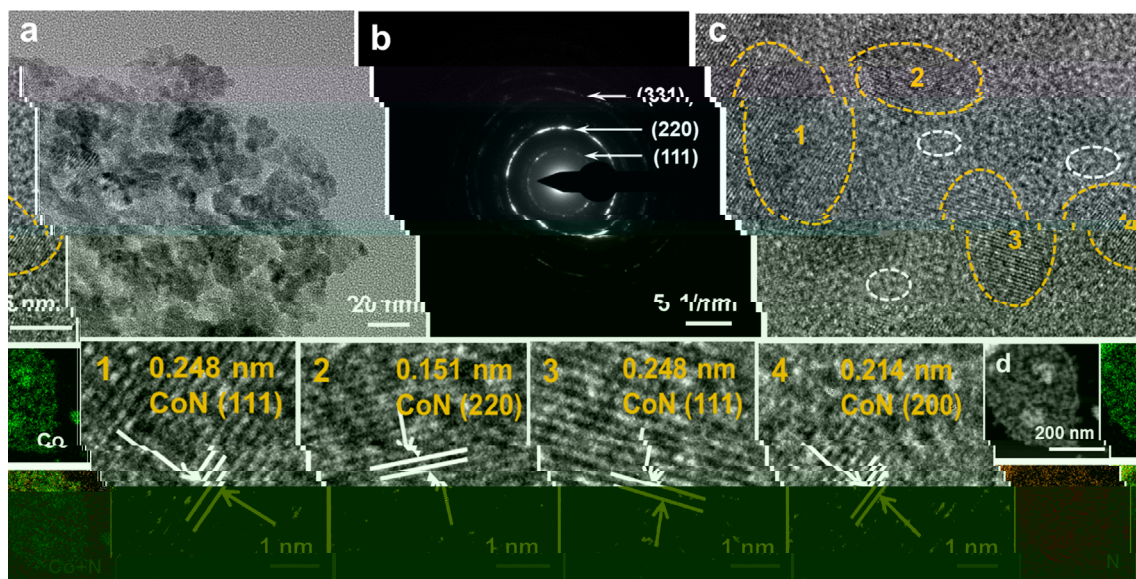 a
b
c
(331)
(220)
(111)
1
2
3
4
20 nm
5 1/nm
1
0.248 nm
CoN (111)
2
0.151 nm
CoN (220)
3
0.248 nm
CoN (111)
4
0.214 nm
CoN (200)
d
200 nm
Co
1 nm
1 nm
1 nm
1 nm
Co+N
N